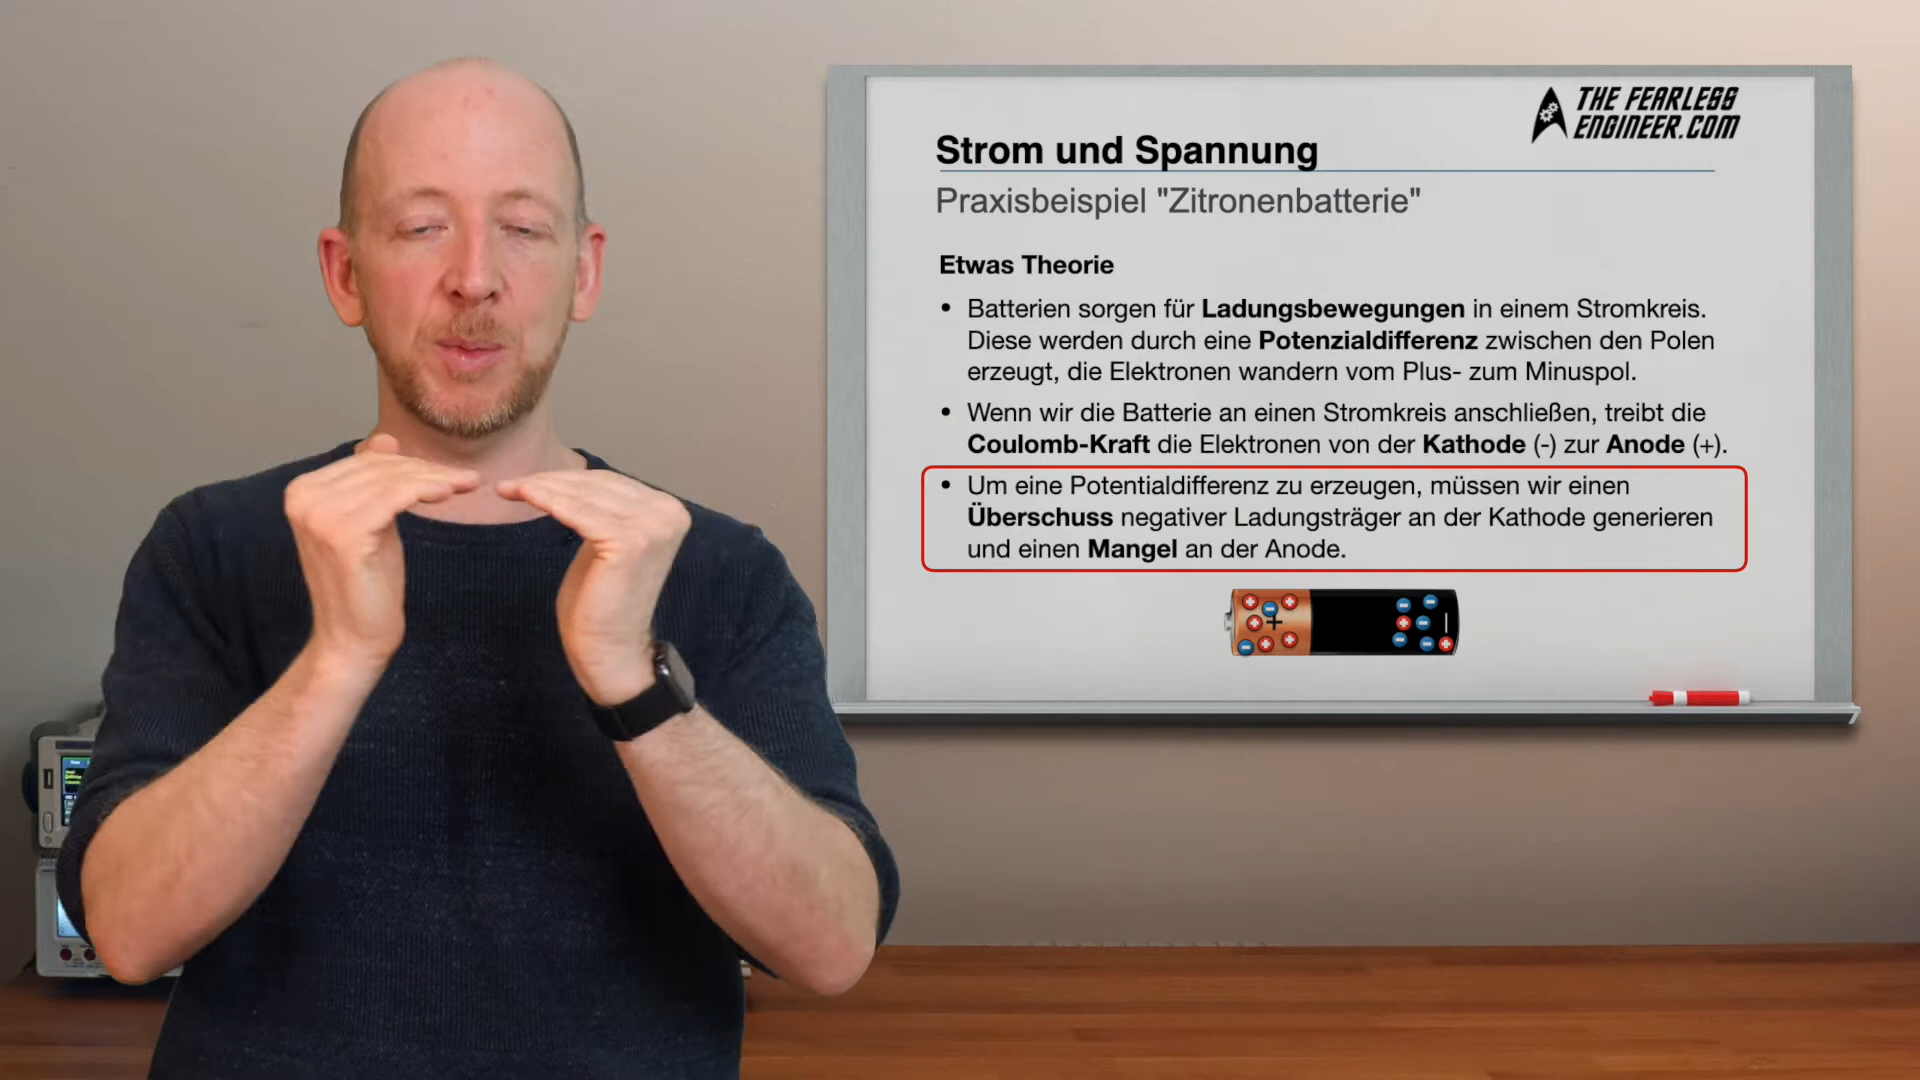 THE FEARLESS
ENGINEER.COM
Strom und Spannung
Praxisbeispiel "Zitronenbatterie"
Etwas Theorie
• Batterien sorgen für Ladungsbewegungen in einem Stromkreis.
Diese werden durch eine Potenzialdifferenz zwischen den Polen
erzeugt, die Elektronen wandern vom Plus- zum Minuspol.
• Wenn wir die Batterie an einen Stromkreis anschließen, treibt die
Coulomb-Kraft die Elektronen von der Kathode (-) zur Anode (+).
• Um eine Potentialdifferenz zu erzeugen, müssen wir einen
Überschuss negativer Ladungsträger an der Kathode generieren
und einen Mangel an der Anode.